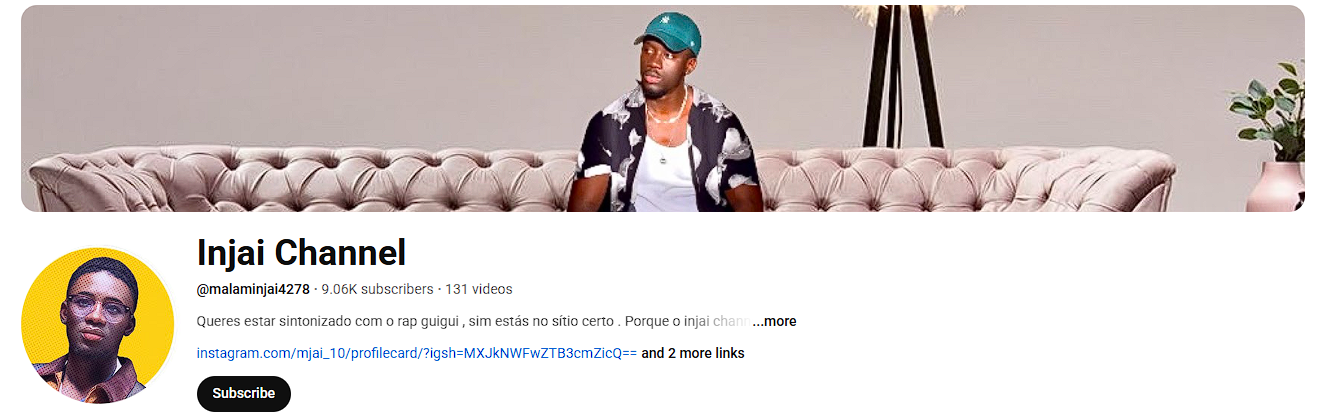 Injai Channel
@malaminjai4278 · 9.06K subscribers · 131 videos
Queres estar sintonizado com o rap guigui , sim estás no sítio certo . Porque o injai chann ...more
instagram.com/mjai_10/profilecard/?igsh=MXJkNWFwZTB3cmZicQ== and 2 more links
Subscribe